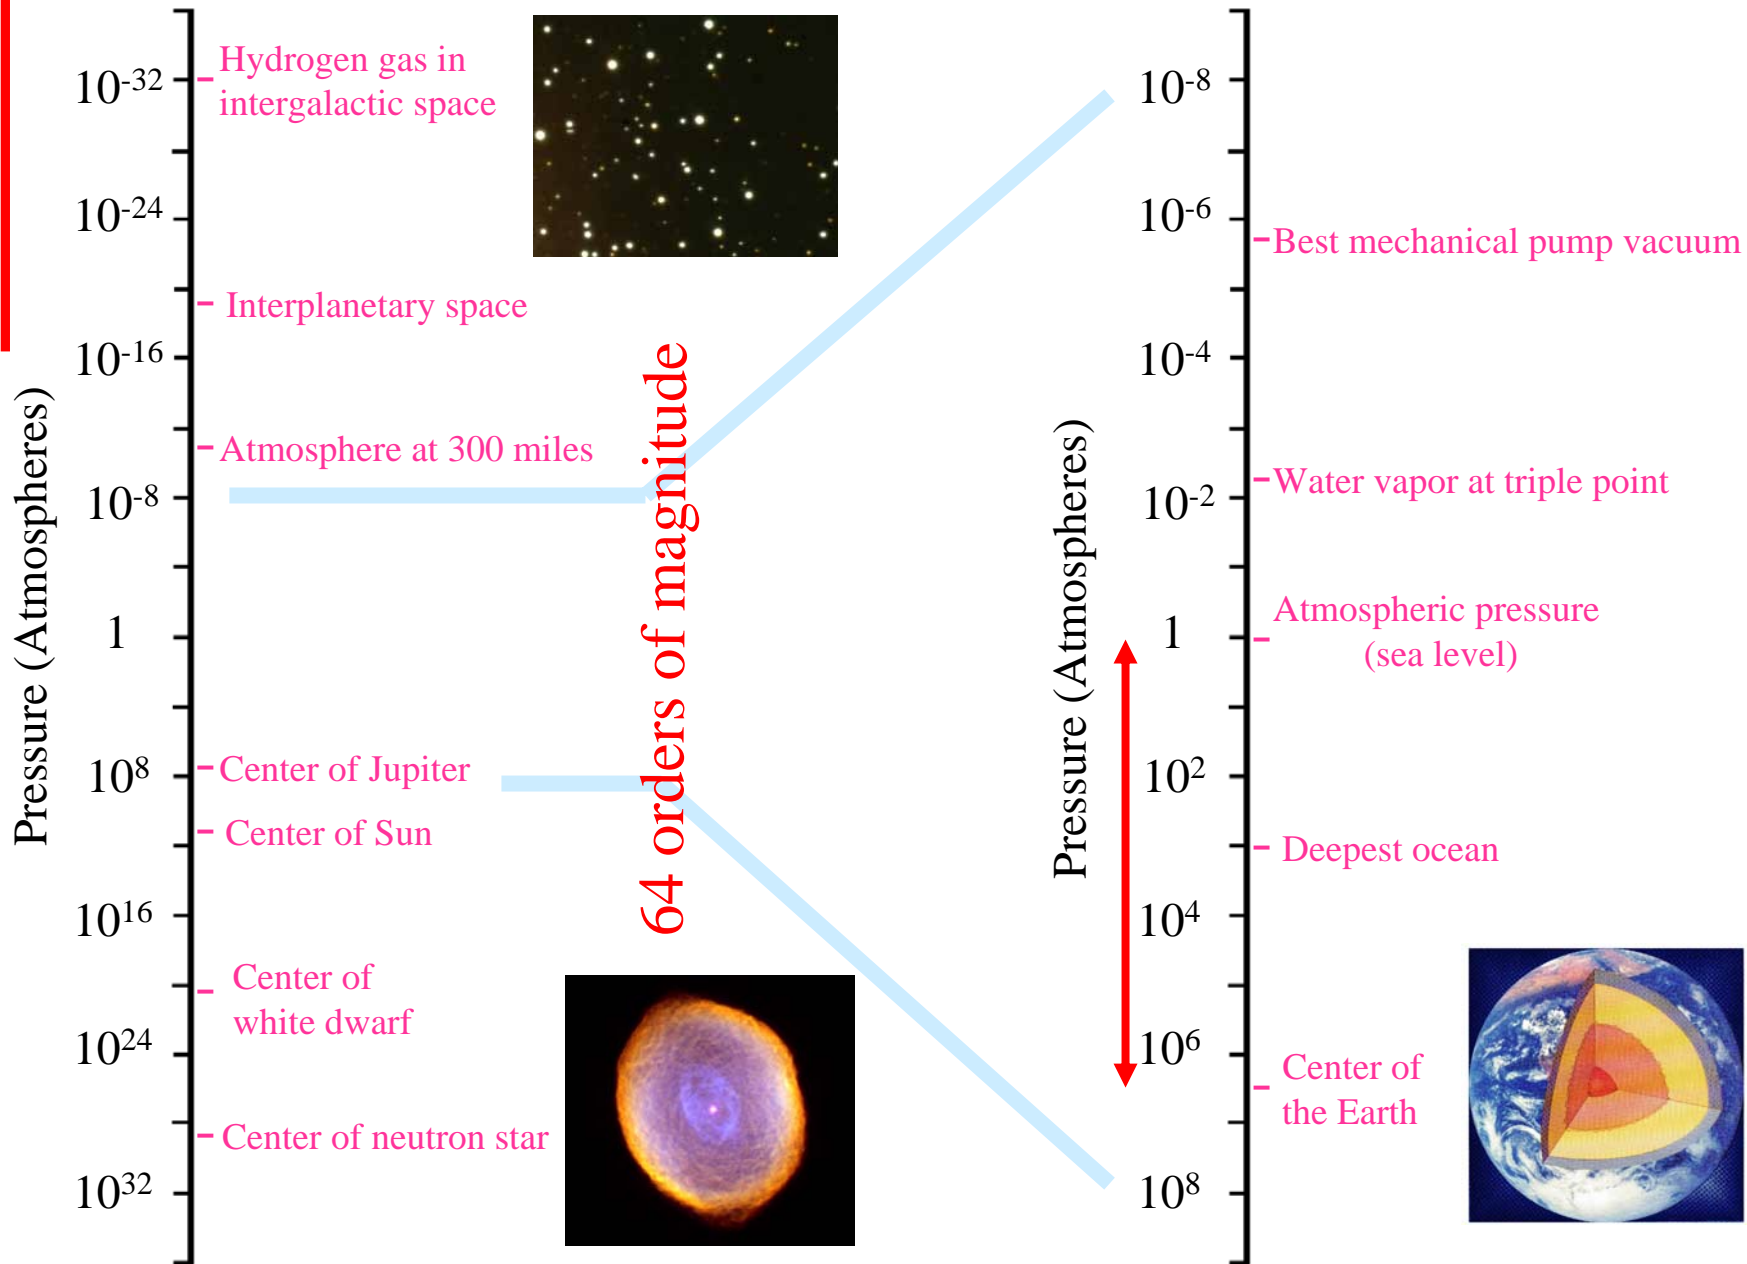 Pressure (Atmospheres)
10-32
10-24
10-16
10-8
1
108
1016
1024
1032
Hydrogen gas in
intergalactic space
Interplanetary space
Atmosphere at 300 miles
Center of Jupiter
Center of Sun
Center of
white dwarf
Center of neutron star
64 orders of magnitude
Pressure (Atmospheres)
10-8
10-6
10-4
10-2
1
102
104
106
108
Best mechanical pump vacuum
Water vapor at triple point
Atmospheric pressure
(sea level)
Deepest ocean
Center of
the Earth